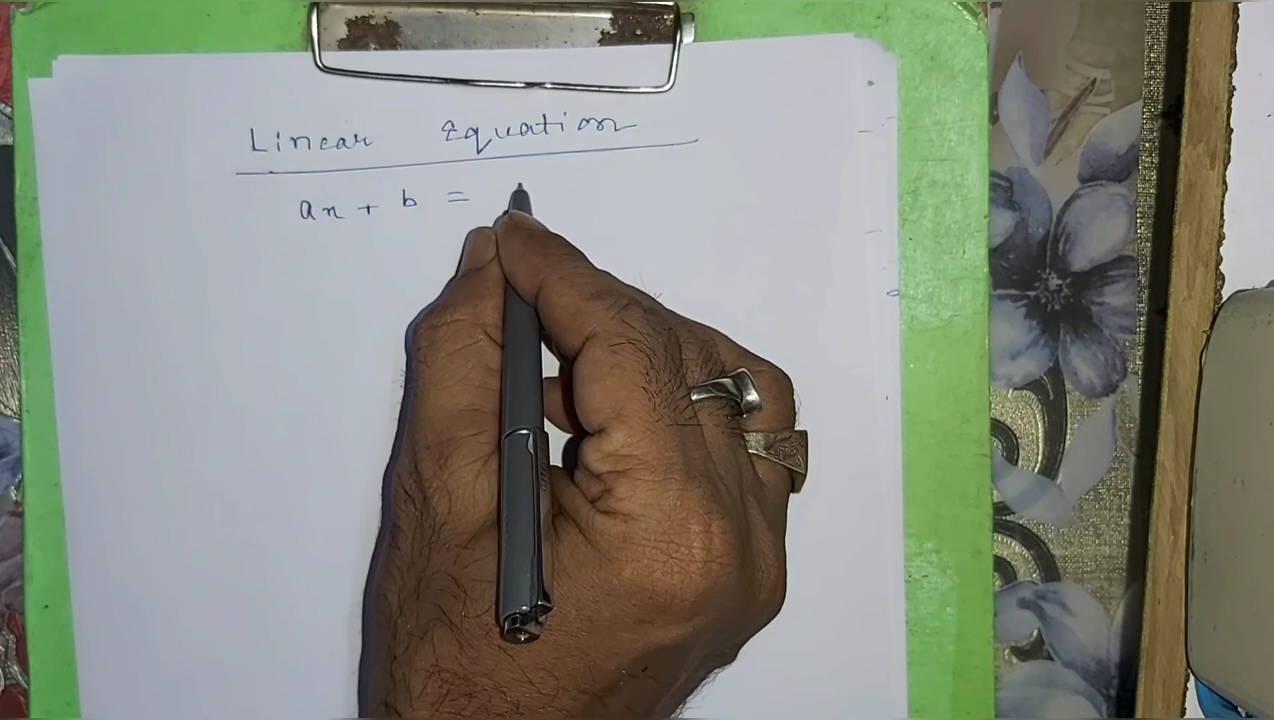 Linear Equation
ax + b =